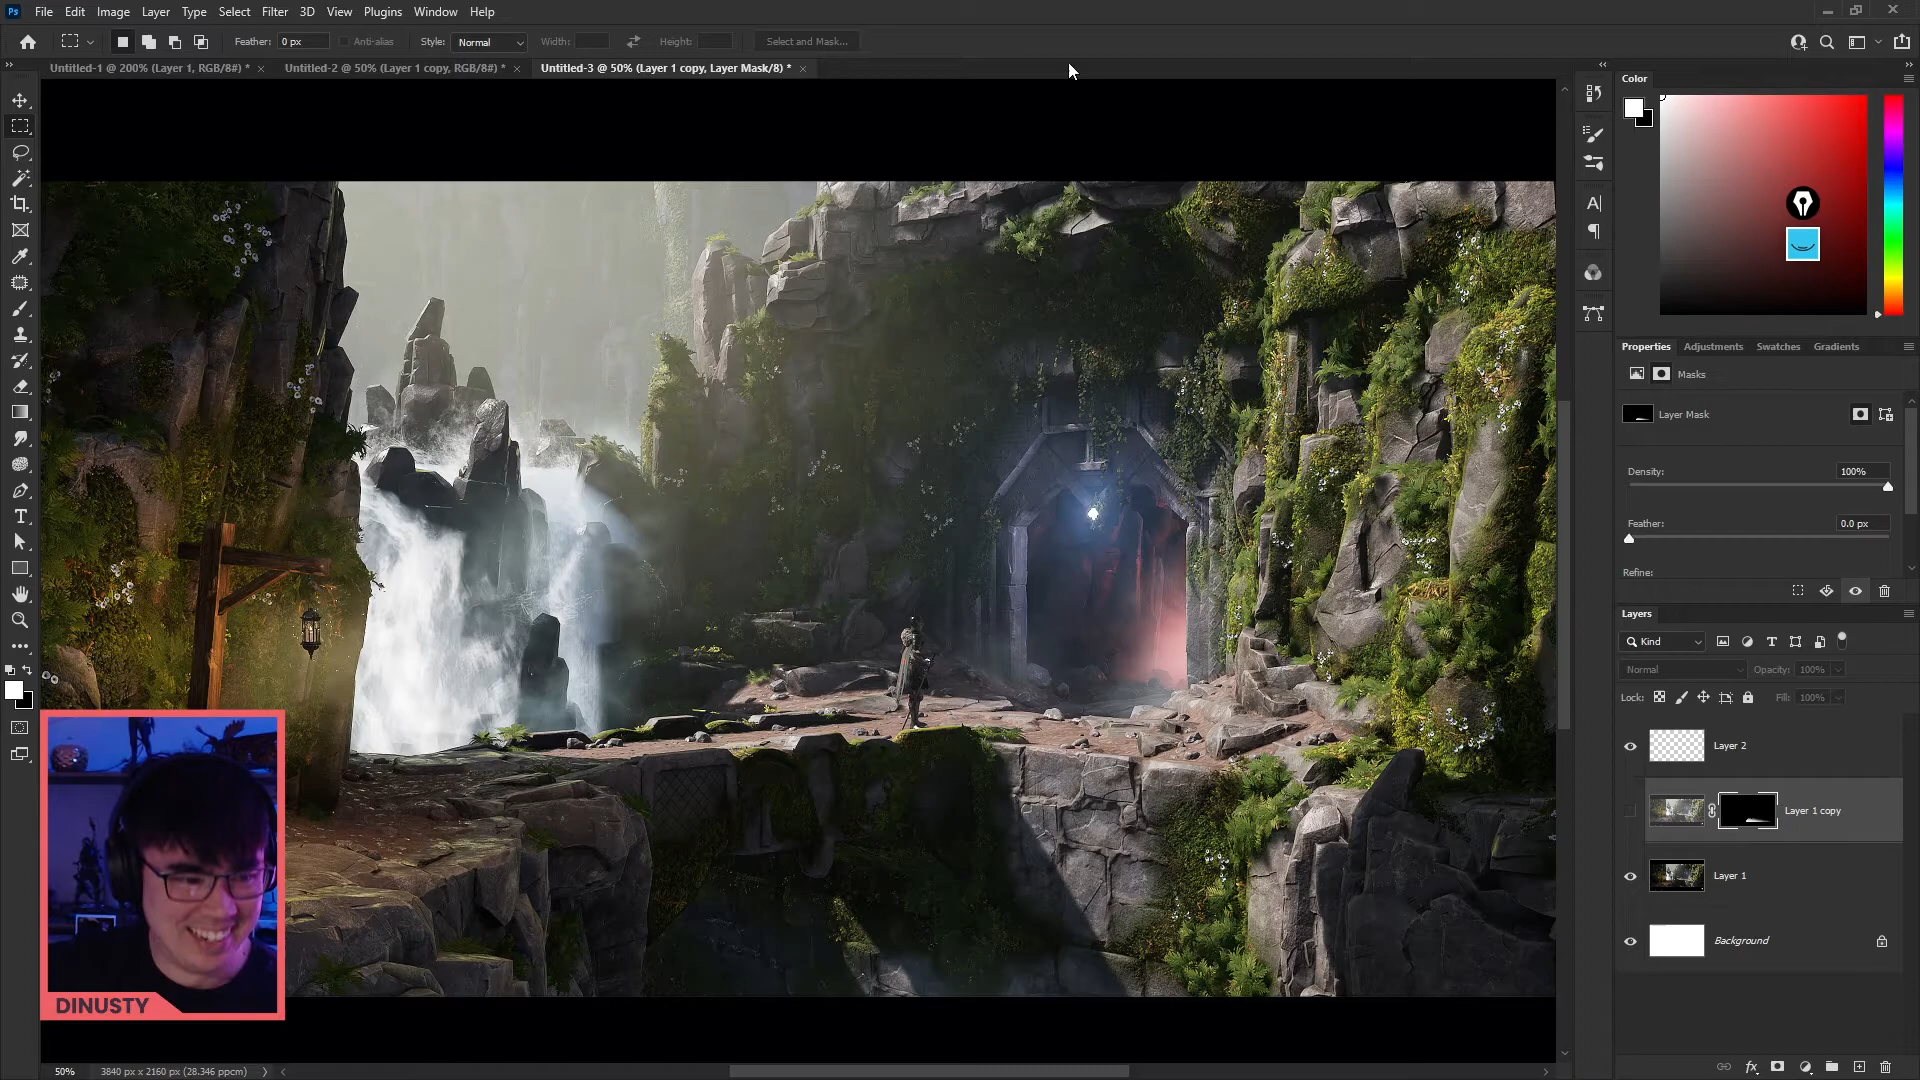 Ps File Edit Image Layer Type Select Filter 3D View Plugins Window Help
Feather: 0 px Anti-alias Style: Normal Width: Height: Select and Mask...
Untitled-1 @ 200% (Layer 1, RGB/8#) * Untitled-2 @ 50% (Layer 1 copy, RGB/8#) * Untitled-3 @ 50% (Layer 1 copy, Layer Mask/8) *
Color
Properties Adjustments Swatches Gradients
Masks
Layer Mask
Density: 100%
Feather: 0.0 px
Refine:
Layers
Kind
Normal Opacity: 100%
Lock: Fill: 100%
Layer 2
Layer 1 copy
Layer 1
Background
DINUSTY
50% 3840 px x 2160 px (28.346 ppcm)